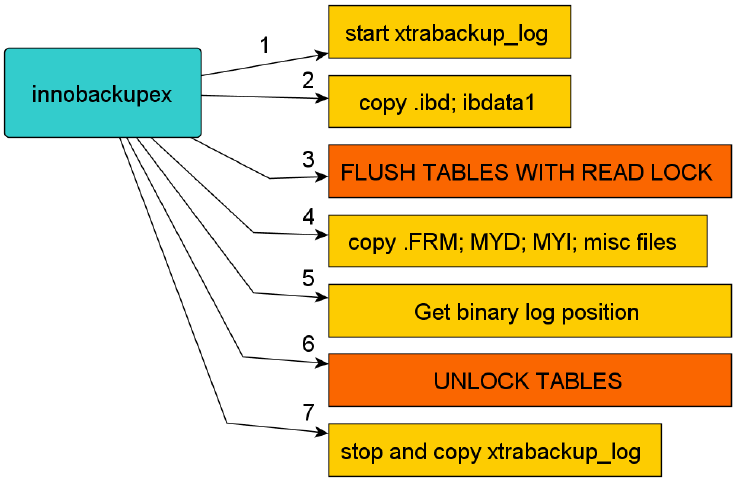 innobackupex
1
start xtrabackup_log
2
copy .ibd; ibdata1
3
FLUSH TABLES WITH READ LOCK
4
copy .FRM; MYD; MYI; misc files
5
Get binary log position
6
UNLOCK TABLES
7
stop and copy xtrabackup_log